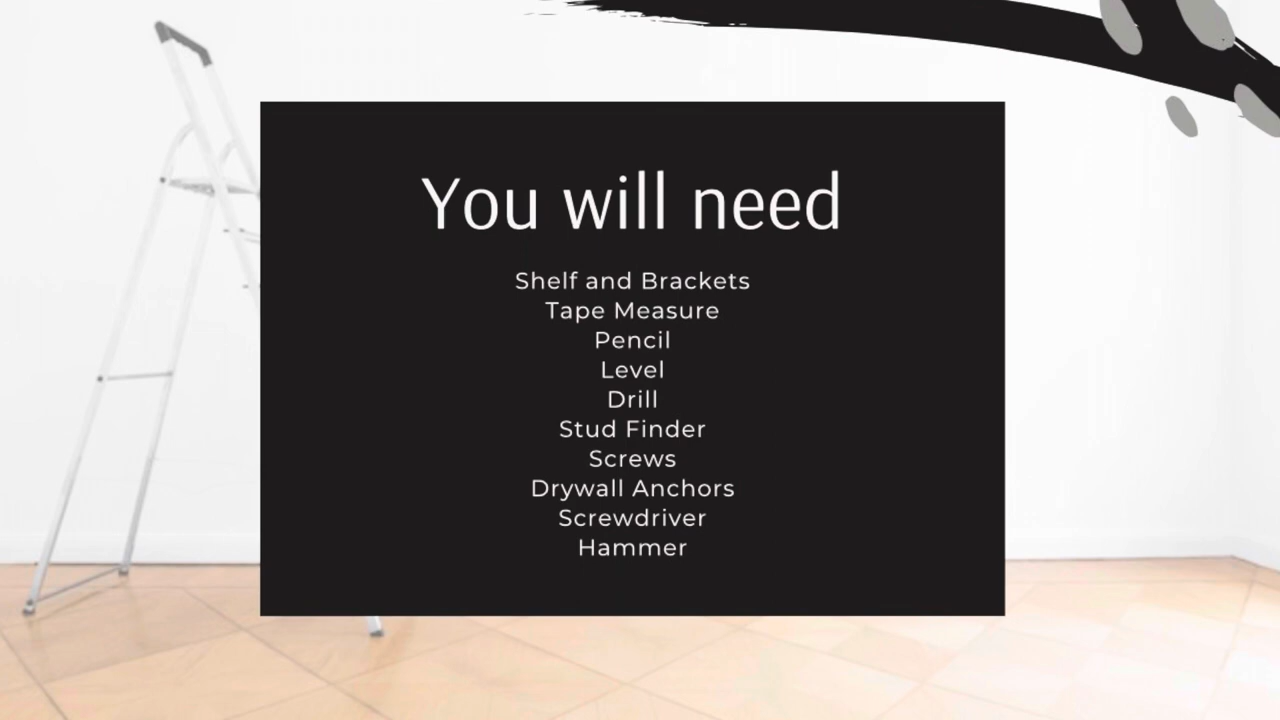 You will need
Shelf and Brackets
Tape Measure
Pencil
Level
Drill
Stud Finder
Screws
Drywall Anchors
Screwdriver
Hammer